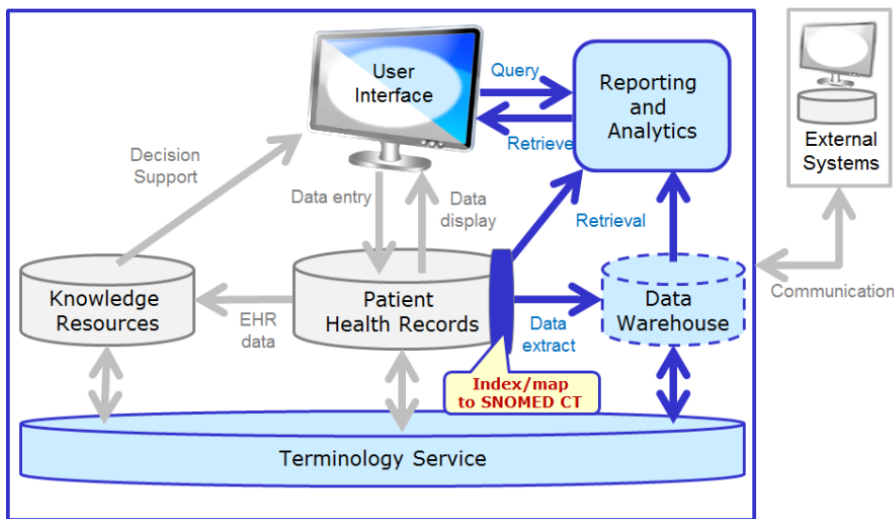 User
Interface
Query
Retrieve
Reporting
and
Analytics
External
Systems
Decision
Support
Data entry
Data
display
Retrieval
Knowledge
Resources
EHR
data
Patient
Health Records
Data
extract
Data
Warehouse
Communication
Index/map
to SNOMED CT
Terminology Service